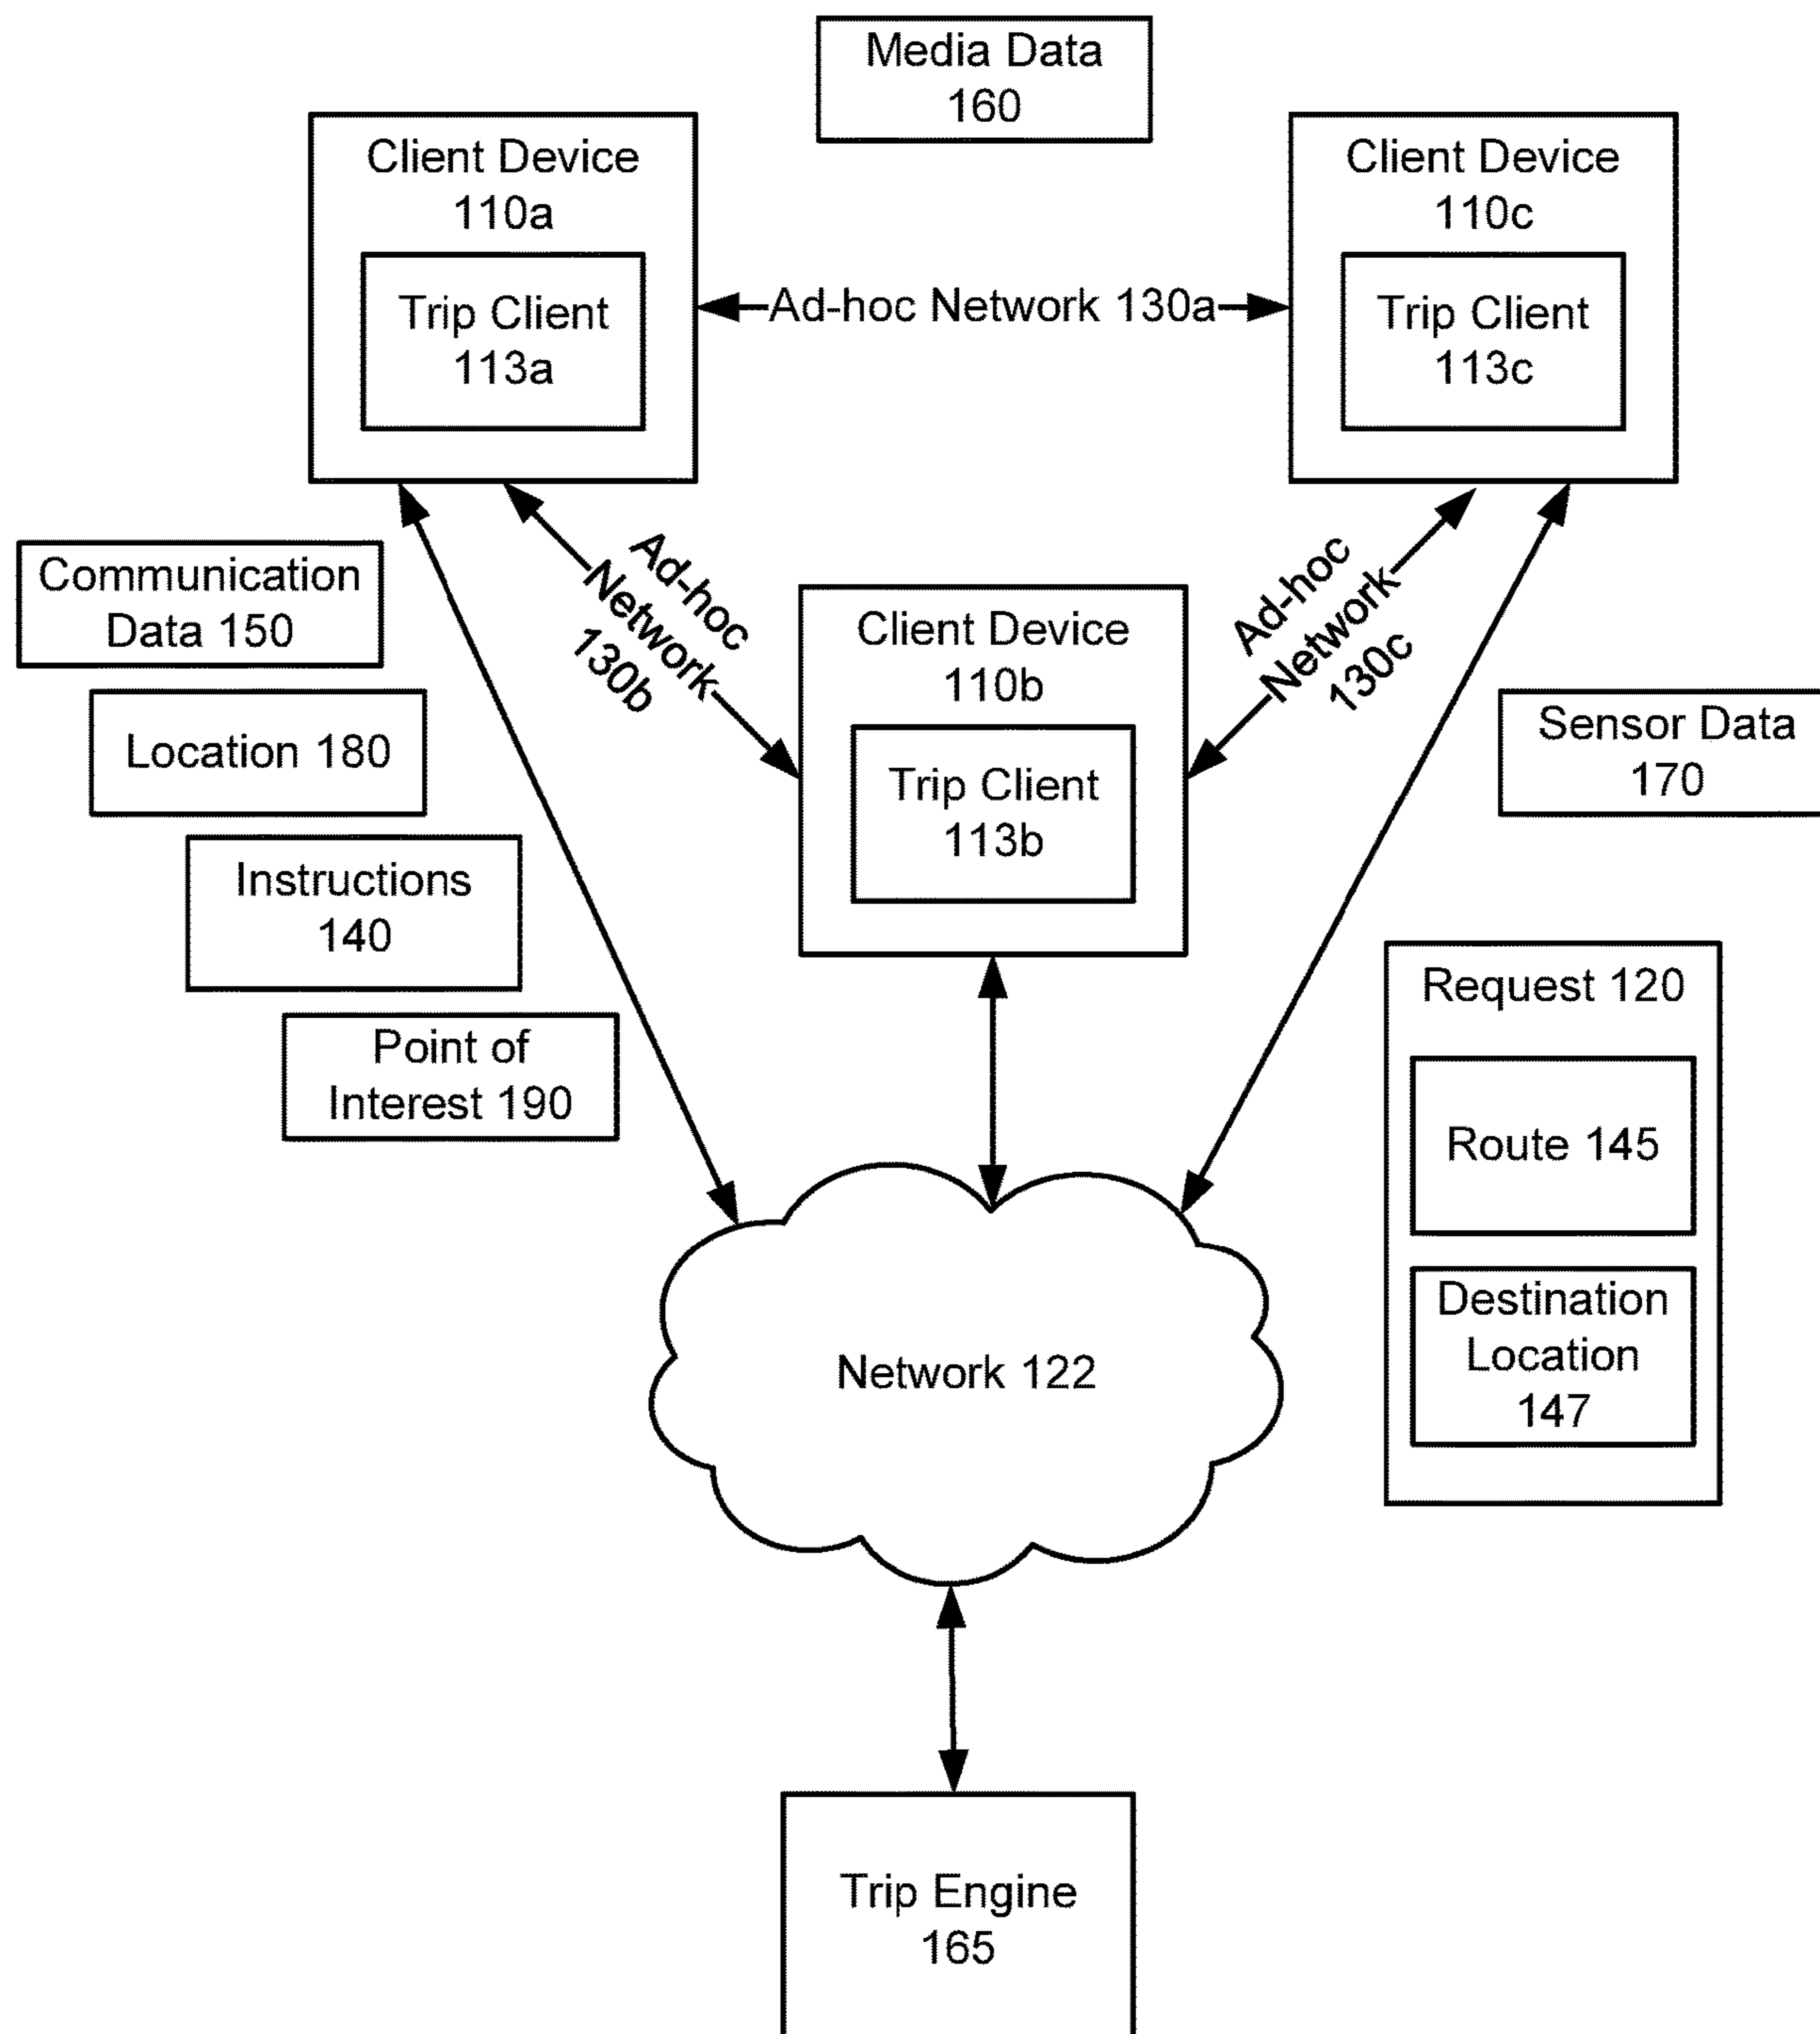 Media Data
160
Client Device
110a
Trip Client
113a
Ad-hoc Network 130a
Client Device
110c
Trip Client
113c
Communication
Data 150
Ad-hoc
Network
130b
Client Device
110b
Trip Client
113b
Ad-hoc
Network
130c
Location 180
Sensor Data
170
Instructions
140
Point of
Interest 190
Request 120
Route 145
Destination
Location
147
Network 122
Trip Engine
165